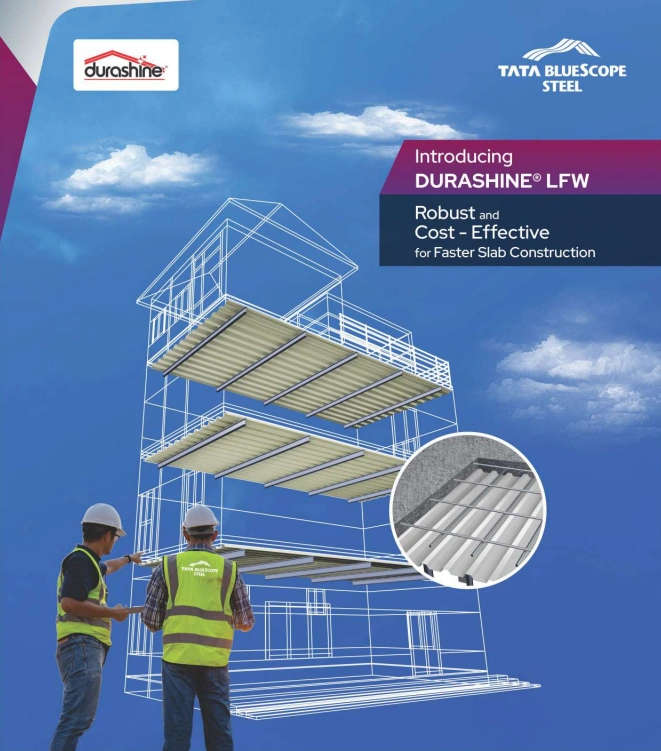 durashine®
TATA BLUESCOPE
STEEL
Introducing
DURASHINE® LFW
Robust and
Cost - Effective
for Faster Slab Construction
TATA BLUESCOPE
STEEL